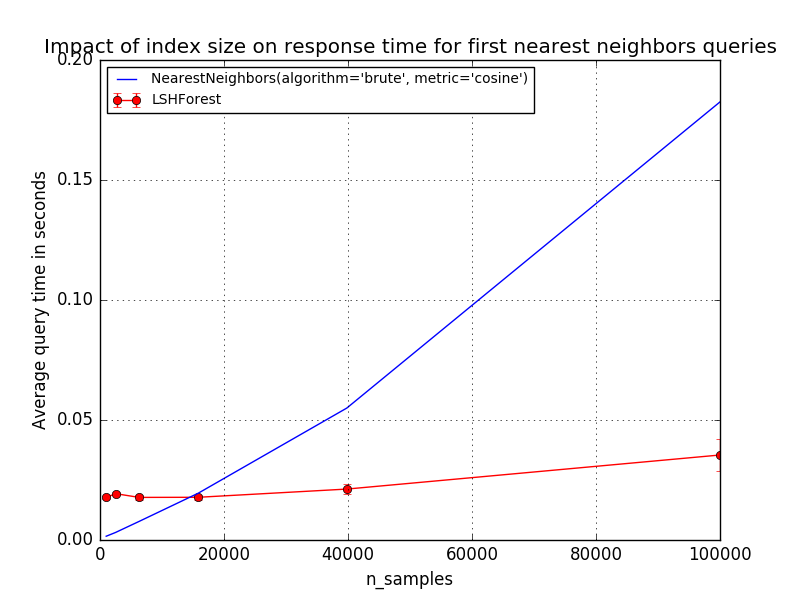 Impact of index size on response time for first nearest neighbors queries
NearestNeighbors(algorithm='brute', metric='cosine')
LSHForest
0.20
0.15
0.10
0.05
0.00
Average query time in seconds
0 20000 40000 60000 80000 100000
n_samples